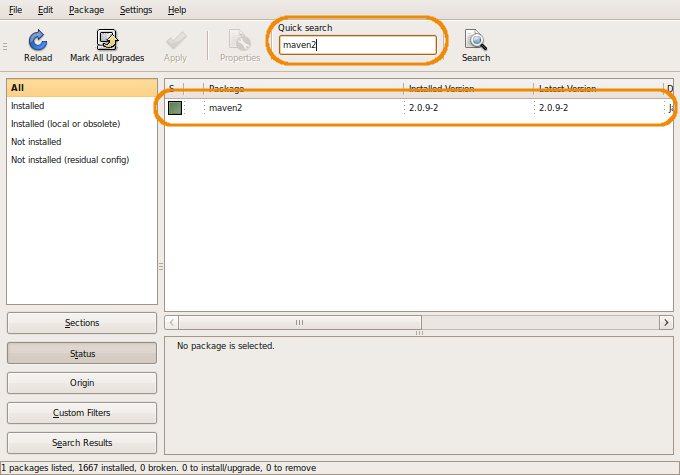 File Edit Package Settings Help
Quick search
maven2
Reload Mark All Upgrades Apply Properties Search
All
Installed
Installed (local or obsolete)
Not installed
Not installed (residual config)
S Package Installed Version Latest Version D
maven2 2.0.9-2 2.0.9-2
Sections
Status
Origin
Custom Filters
Search Results
No package is selected.
1 packages listed, 1667 installed, 0 broken. 0 to install/upgrade, 0 to remove